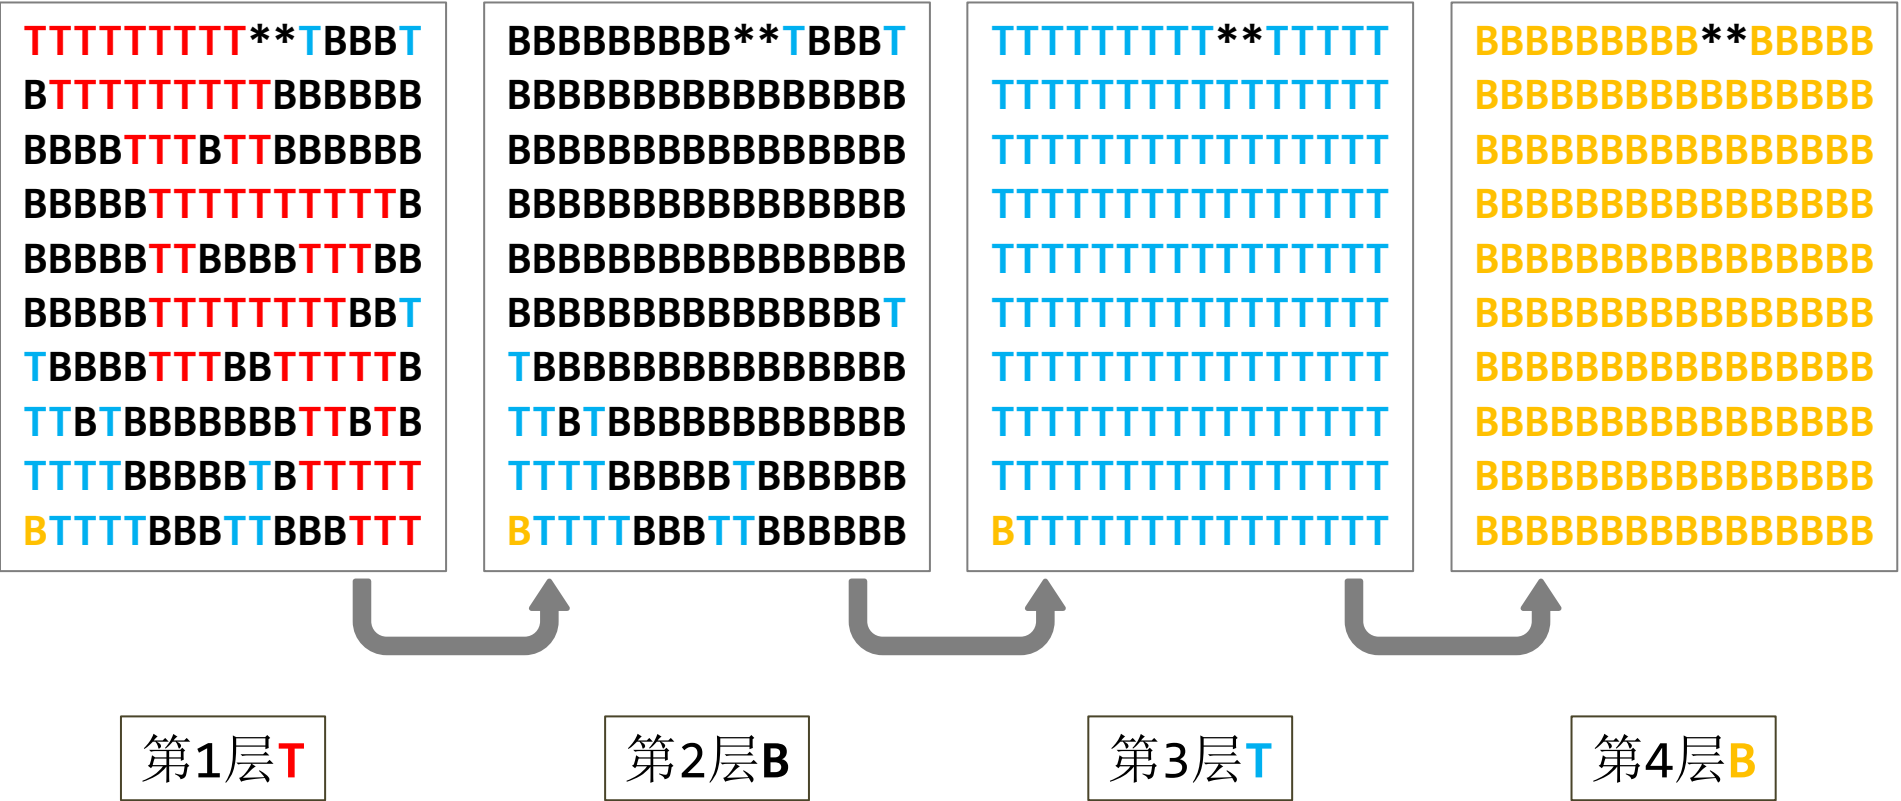 TTTTTTTTT**TBBBT
BTTTTTTTTTBBBBBB
BBBBTTTBTTBBBBBB
BBBBBTTTTTTTTTTB
BBBBBTTBBBBTTTBB
BBBBBTTTTTTTTBBT
TBBBBTTTBBTTTTTB
TTBTBBBBBBBTTBTB
TTTTBBBBBTBTTTTT
BTTTTBBBTTBBBTTT
BBBBBBBBB**TBBBT
BBBBBBBBBBBBBBBB
BBBBBBBBBBBBBBBB
BBBBBBBBBBBBBBBB
BBBBBBBBBBBBBBBB
BBBBBBBBBBBBBBBT
TBBBBBBBBBBBBBBB
TTBTBBBBBBBBBBBB
TTTTBBBBBTBBBBBB
BTTTTBBBTTBBBBBB
TTTTTTTTT**TTTTT
TTTTTTTTTTTTTTTT
TTTTTTTTTTTTTTTT
TTTTTTTTTTTTTTTT
TTTTTTTTTTTTTTTT
TTTTTTTTTTTTTTTT
TTTTTTTTTTTTTTTT
TTTTTTTTTTTTTTTT
TTTTTTTTTTTTTTTT
BTTTTTTTTTTTTTTT
BBBBBBBBB**BBBBB
BBBBBBBBBBBBBBBB
BBBBBBBBBBBBBBBB
BBBBBBBBBBBBBBBB
BBBBBBBBBBBBBBBB
BBBBBBBBBBBBBBBB
BBBBBBBBBBBBBBBB
BBBBBBBBBBBBBBBB
BBBBBBBBBBBBBBBB
BBBBBBBBBBBBBBBB
第1层T
第2层B
第3层T
第4层B